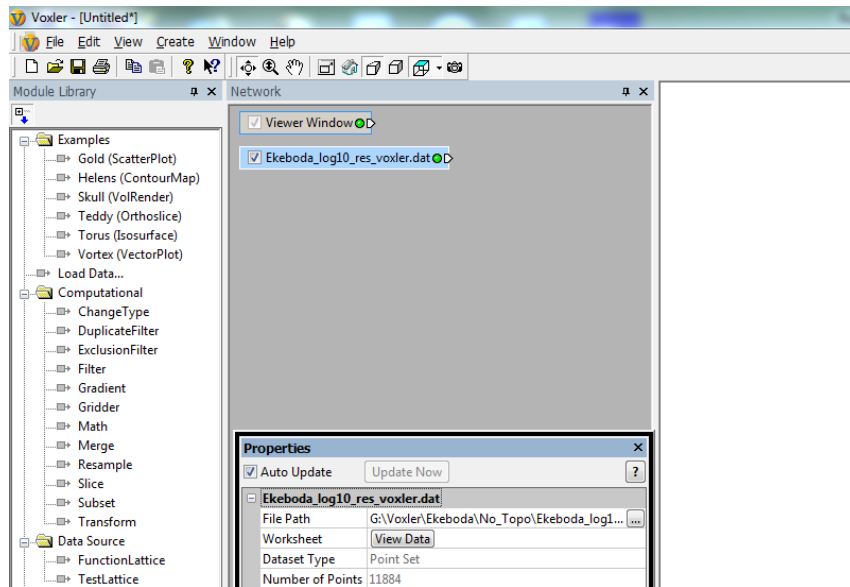 Voxler - [Untitled*]
File Edit View Create Window Help
Module Library
Network
Examples
Gold (ScatterPlot)
Helens (ContourMap)
Skull (VolRender)
Teddy (Orthoslice)
Torus (Isosurface)
Vortex (VectorPlot)
Load Data...
Computational
ChangeType
DuplicateFilter
ExclusionFilter
Filter
Gradient
Gridder
Math
Merge
Resample
Slice
Subset
Transform
Data Source
FunctionLattice
TestLattice
Viewer Window
Ekeboda_log10_res_voxler.dat
Properties
Auto Update Update Now ?
Ekeboda_log10_res_voxler.dat
File Path G:\Voxler\Ekeboda\No_Topo\Ekeboda_log1... ...
Worksheet View Data
Dataset Type Point Set
Number of Points 11884